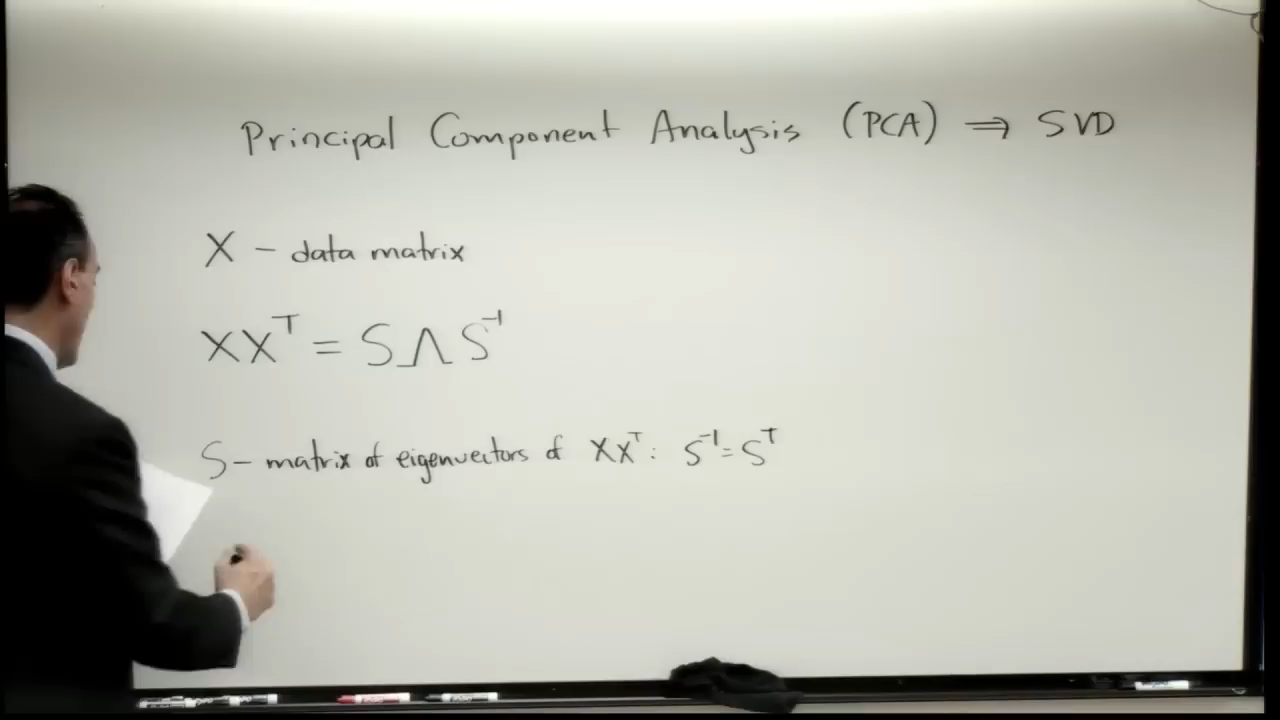 Principal Component Analysis (PCA) ⇒ SVD
X – data matrix
XXᵀ = SΛS⁻¹
S – matrix of eigenvectors of XXᵀ: S⁻¹=Sᵀ